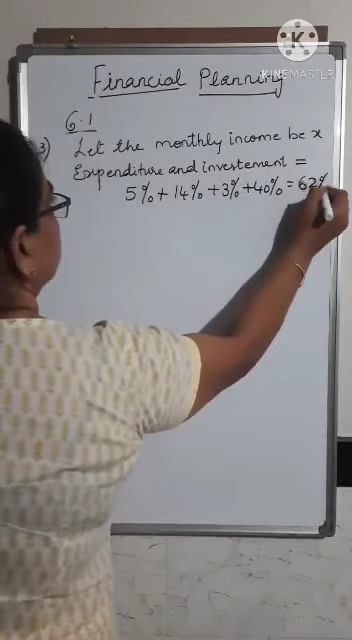 Financial Planning
KINEMASTER
6.1
3) Let the monthly income be x
Expenditure and investement =
5% + 14% + 3% + 40% = 62%